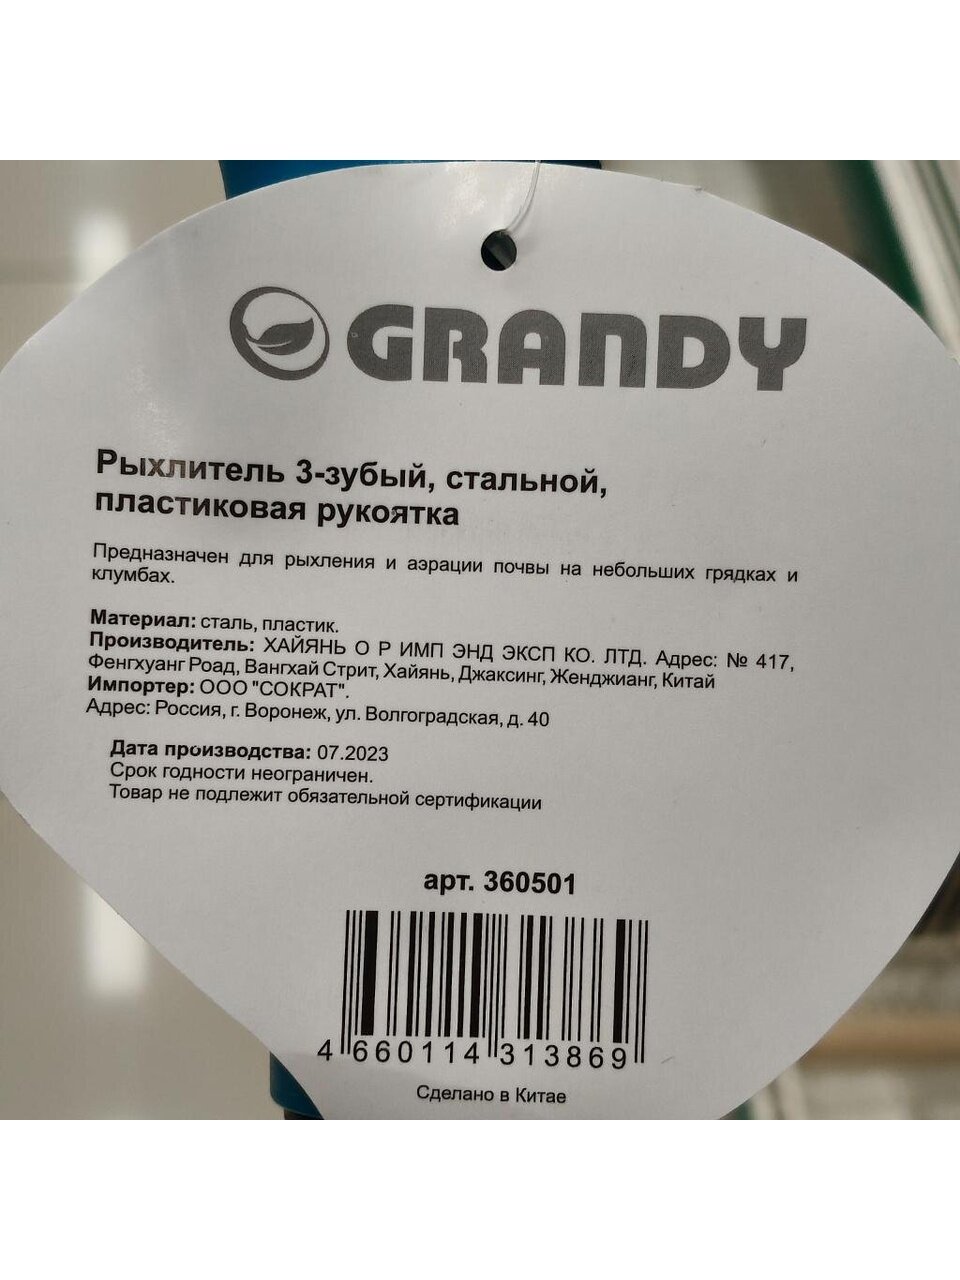 GRANDY
Рыхлитель 3-зубый, стальной,
пластиковая рукоятка
Предназначен для рыхления и аэрации почвы на небольших грядках и
клумбах.
Материал: сталь, пластик.
Производитель: ХАЙЯНЬ О Р ИМП ЭНД ЭКСП КО. ЛТД. Адрес: № 417,
Фенгхуанг Роад, Вангхай Стрит, Хайянь, Джаксинг, Женджианг, Китай
Импортер: ООО "СОКРАТ".
Адрес: Россия, г. Воронеж, ул. Волгоградская, д. 40
Дата производства: 07.2023
Срок годности неограничен.
Товар не подлежит обязательной сертификации
арт. 360501
4 660114 313869
Сделано в Китае